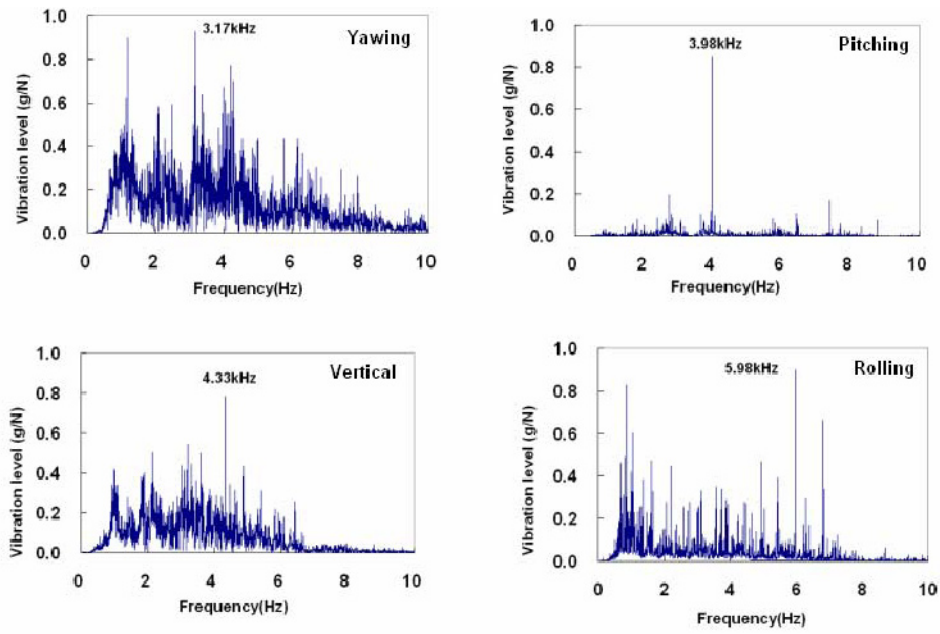 3.17kHz
Yawing
Vibration level (g/N)
1.0
0.8
0.6
0.4
0.2
0.0
0 2 4 6 8 10
Frequency(Hz)
3.98kHz
Pitching
Vibration level (g/N)
1.0
0.8
0.6
0.4
0.2
0.0
0 2 4 6 8 10
Frequency(Hz)
4.33kHz
Vertical
Vibration level (g/N)
1.0
0.8
0.6
0.4
0.2
0.0
0 2 4 6 8 10
Frequency(Hz)
5.98kHz
Rolling
Vibration level (g/N)
1.0
0.8
0.6
0.4
0.2
0.0
0 2 4 6 8 10
Frequency(Hz)